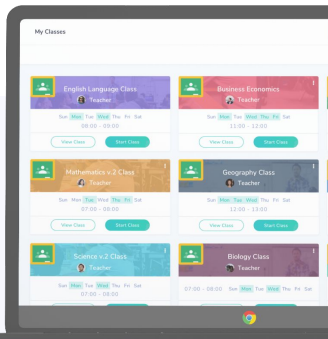 My Classes
English Language Class
Teacher
Sun Mon Tue Wed Thu Fri Sat
08:00 - 09:00
View Class
Start Class
Business Economics
Teacher
Sun Mon Tue Wed Thu Fri Sat
11:00 - 12:00
View Class
Start Class
Mathematics v.2 Class
Teacher
Sun Mon Tue Wed Thu Fri Sat
07:00 - 08:00
View Class
Start Class
Geography Class
Teacher
Sun Mon Tue Wed Thu Fri Sat
12:00 - 13:00
View Class
Start Class
Science v.2 Class
Teacher
Sun Mon Tue Wed Thu Fri Sat
07:00 - 08:00
Biology Class
Teacher
07:00 - 08:00 Sun Mon Tue Wed Thu Fri Sat